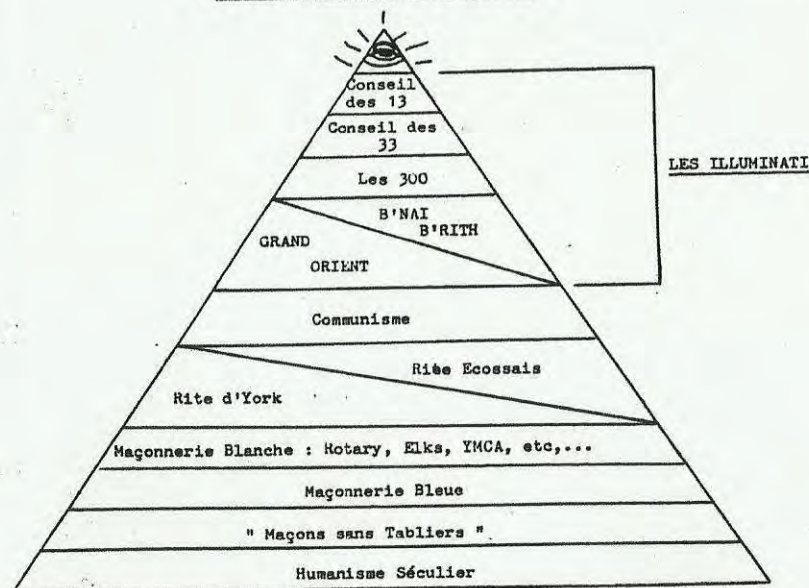 Conseil
des 13
Conseil des
33
Les 300
LES ILLUMINATI
B'NAI
B'RITH
GRAND
ORIENT
Communisme
Rite Ecossais
Rite d'York
Maçonnerie Blanche : Rotary, Elks, YMCA, etc,...
Maçonnerie Bleue
" Maçons sans Tabliers "
Humanisme Séculier